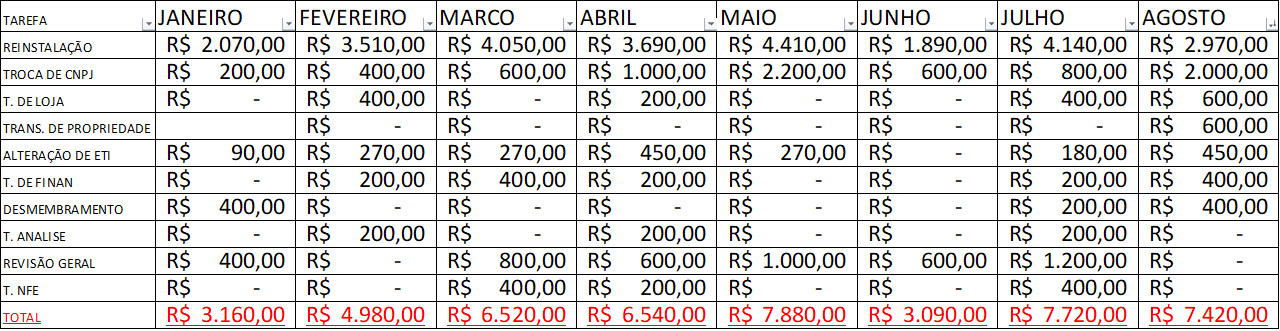 TAREFA JANEIRO FEVEREIRO MARCO ABRIL MAIO JUNHO JULHO AGOSTO
REINSTALAÇÃO R$ 2.070,00 R$ 3.510,00 R$ 4.050,00 R$ 3.690,00 R$ 4.410,00 R$ 1.890,00 R$ 4.140,00 R$ 2.970,00
TROCA DE CNPJ R$ 200,00 R$ 400,00 R$ 600,00 R$ 1.000,00 R$ 2.200,00 R$ 600,00 R$ 800,00 R$ 2.000,00
T. DE LOJA R$ - R$ 400,00 R$ - R$ 200,00 R$ - R$ - R$ 400,00 R$ 600,00
TRANS. DE PROPRIEDADE R$ - R$ - R$ - R$ - R$ - R$ - R$ 600,00
ALTERAÇÃO DE ETI R$ 90,00 R$ 270,00 R$ 270,00 R$ 450,00 R$ 270,00 R$ - R$ 180,00 R$ 450,00
T. DE FINAN R$ - R$ 200,00 R$ 400,00 R$ 200,00 R$ - R$ - R$ 200,00 R$ 400,00
DESMEMBRAMENTO R$ 400,00 R$ - R$ - R$ - R$ - R$ - R$ 200,00 R$ 400,00
T. ANALISE R$ - R$ 200,00 R$ - R$ 200,00 R$ - R$ - R$ 200,00 R$ -
REVISÃO GERAL R$ 400,00 R$ - R$ 800,00 R$ 600,00 R$ 1.000,00 R$ 600,00 R$ 1.200,00 R$ -
T. NFE R$ - R$ - R$ 400,00 R$ 200,00 R$ - R$ - R$ 400,00 R$ -
TOTAL R$ 3.160,00 R$ 4.980,00 R$ 6.520,00 R$ 6.540,00 R$ 7.880,00 R$ 3.090,00 R$ 7.720,00 R$ 7.420,00